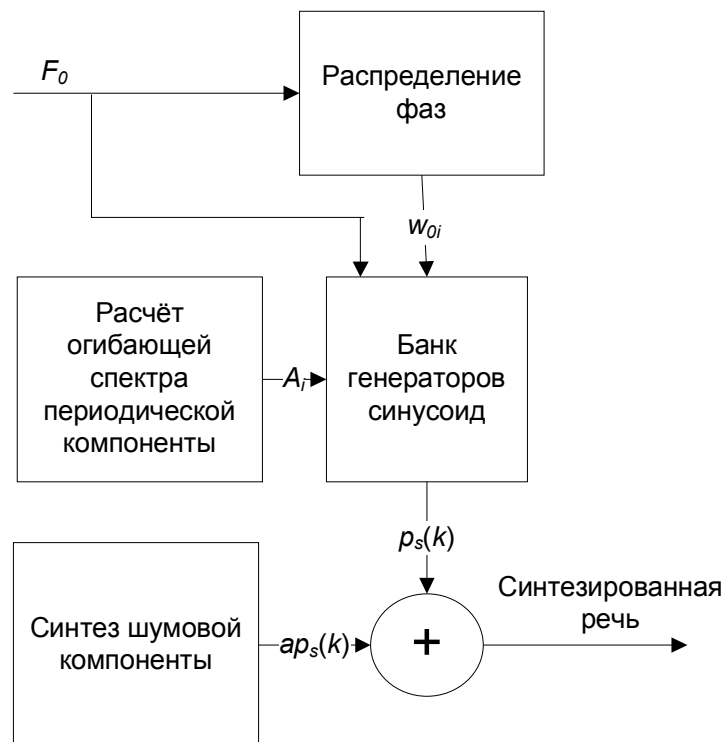 F₀
Распределение
фаз
w₀ᵢ
Расчёт
огибающей
спектра
периодической
компоненты
Aᵢ
Банк
генераторов
синусоид
pₛ(k)
Синтез шумовой
компоненты
apₛ(k)
+
Синтезированная
речь